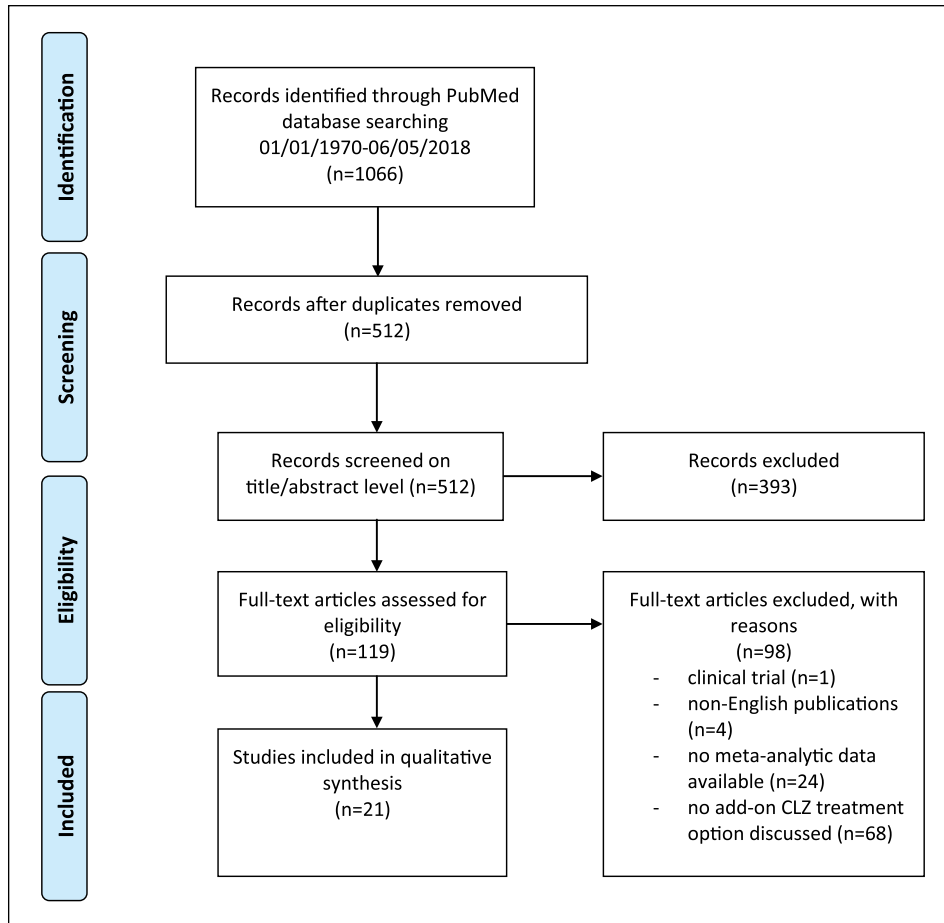 Identification
Records identified through PubMed
database searching
01/01/1970-06/05/2018
(n=1066)
Screening
Records after duplicates removed
(n=512)
Records screened on
title/abstract level (n=512)
Records excluded
(n=393)
Eligibility
Full-text articles assessed for
eligibility
(n=119)
Full-text articles excluded, with
reasons
(n=98)
- clinical trial (n=1)
- non-English publications
(n=4)
- no meta-analytic data
available (n=24)
- no add-on CLZ treatment
option discussed (n=68)
Included
Studies included in qualitative
synthesis
(n=21)